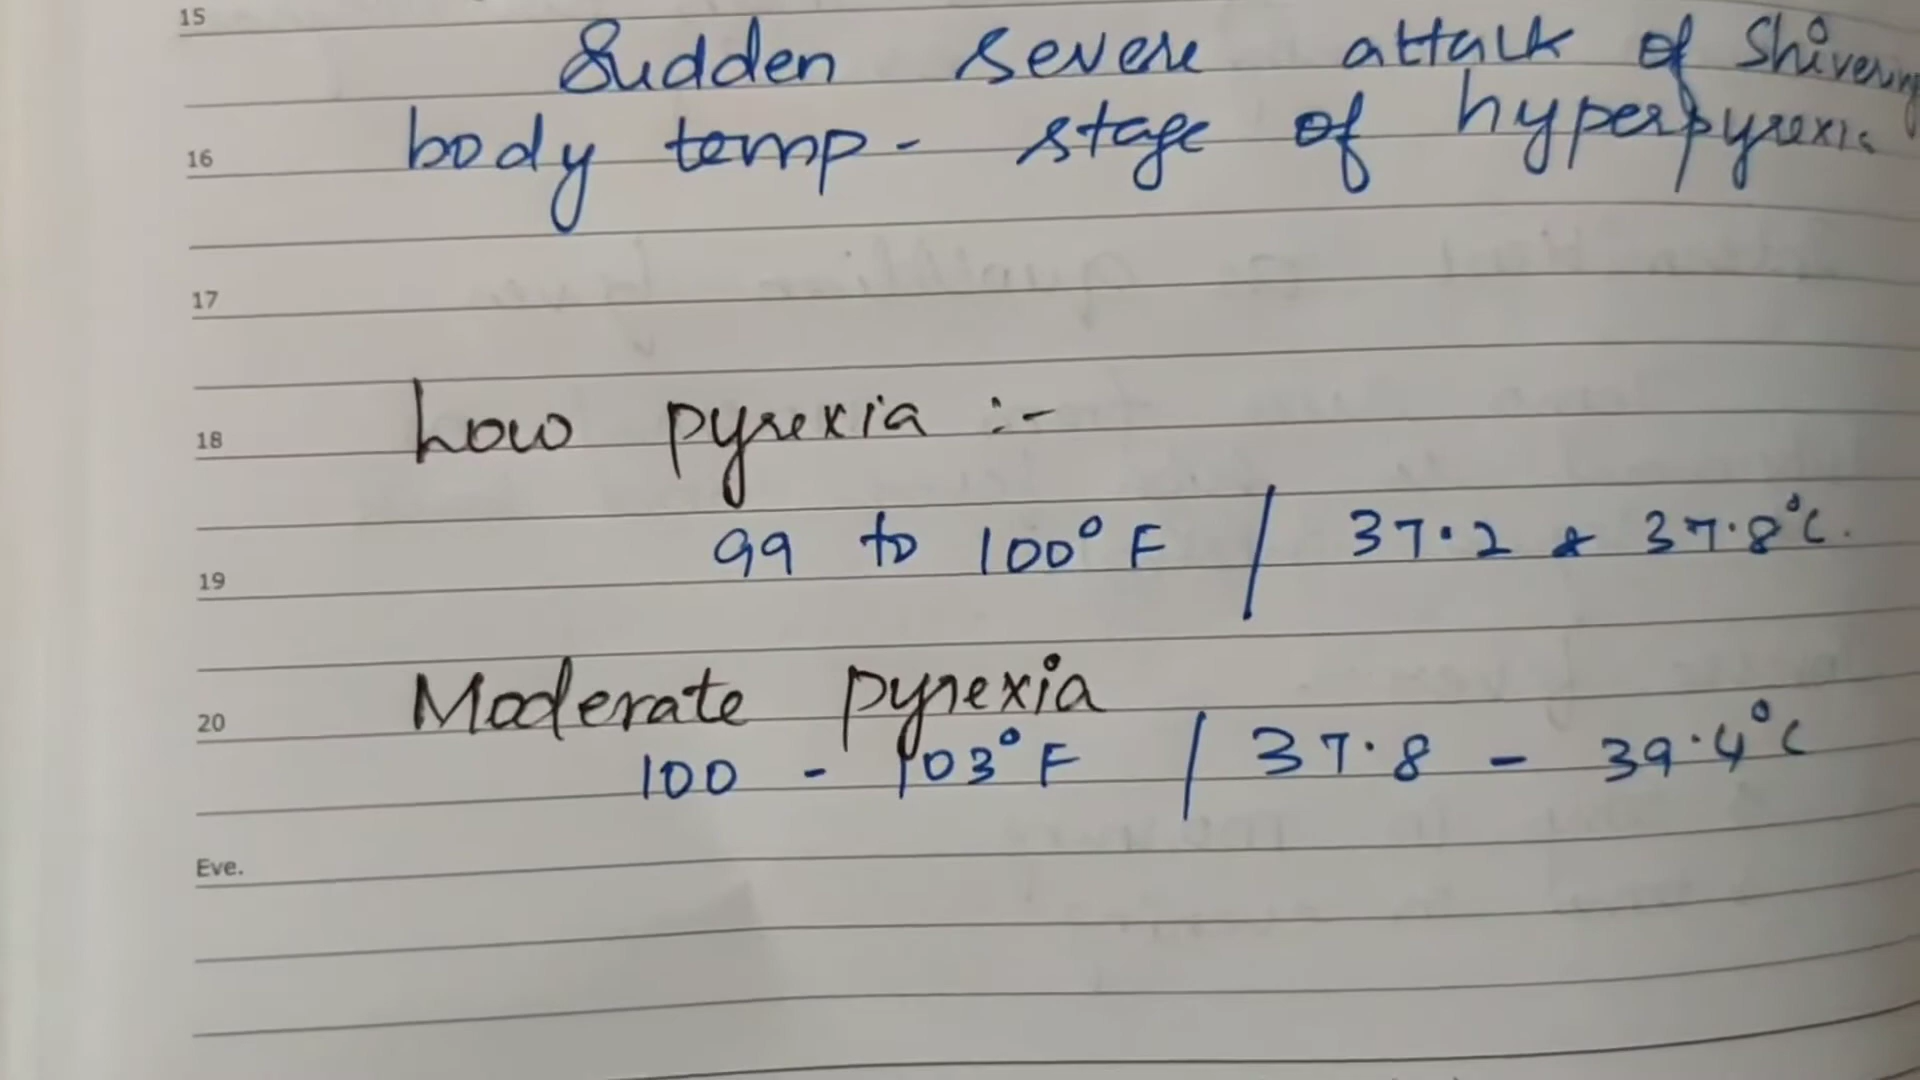 15
Sudden severe attack of Shivering
16
body temp - stage of hyperpyrexia
17
18
Low pyrexia :-
19
99 to 100° F / 37.2 & 37.8°C.
20
Moderate pyrexia
100 - 103° F / 37.8 - 39.4°C
Eve.